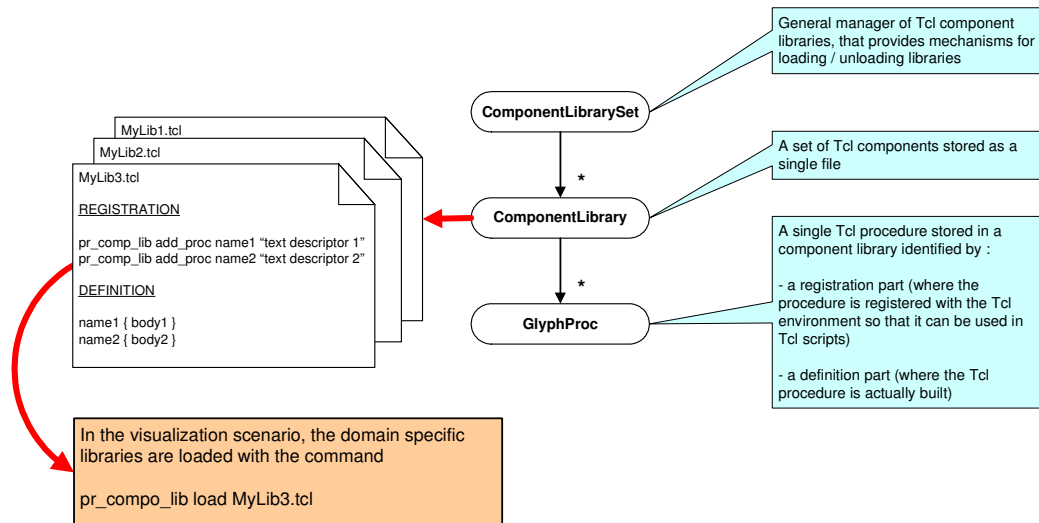 General manager of Tcl component
libraries, that provides mechanisms for
loading / unloading libraries
ComponentLibrarySet
MyLib1.tcl
MyLib2.tcl
MyLib3.tcl
REGISTRATION
pr_comp_lib add_proc name1 “text descriptor 1”
pr_comp_lib add_proc name2 “text descriptor 2”
DEFINITION
name1 { body1 }
name2 { body2 }
*
A set of Tcl components stored as a
single file
ComponentLibrary
*
A single Tcl procedure stored in a
component library identified by :
- a registration part (where the
procedure is registered with the Tcl
environment so that it can be used in
Tcl scripts)
- a definition part (where the Tcl
procedure is actually built)
GlyphProc
In the visualization scenario, the domain specific
libraries are loaded with the command
pr_compo_lib load MyLib3.tcl